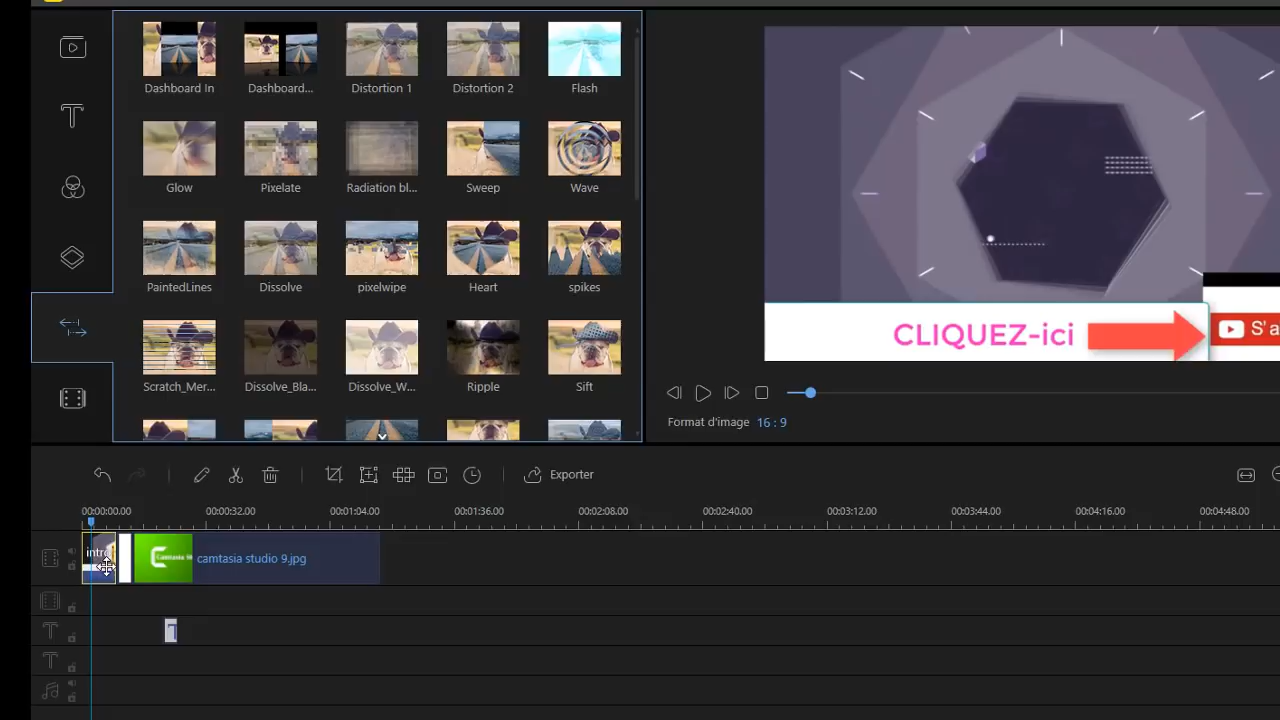 Dashboard In
Dashboard...
Distortion 1
Distortion 2
Flash
Glow
Pixelate
Radiation bl...
Sweep
Wave
PaintedLines
Dissolve
pixelwipe
Heart
spikes
Scratch_Mer...
Dissolve_Bla...
Dissolve_W...
Ripple
Sift
CLIQUEZ-ici
S'a
Format d'image 16 : 9
Exporter
00:00:00.00
00:00:32.00
00:01:04.00
00:01:36.00
00:02:08.00
00:02:40.00
00:03:12.00
00:03:44.00
00:04:16.00
00:04:48.00
intro
camtasia studio 9.jpg